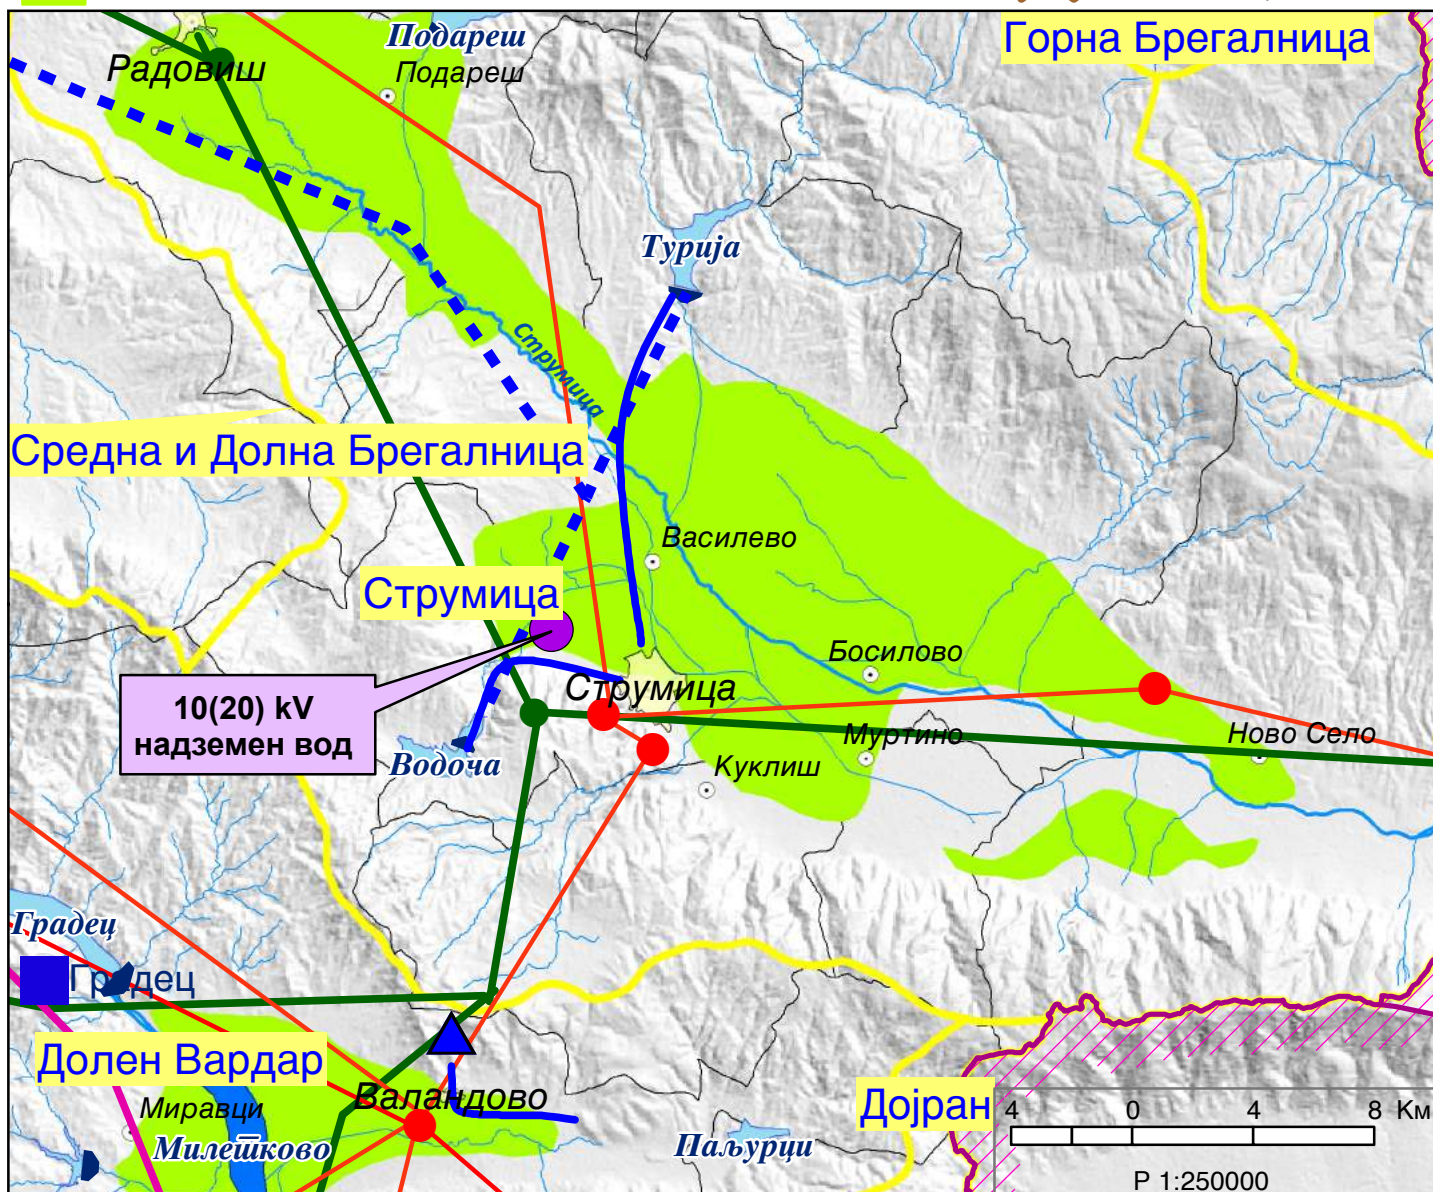 Горна Брегалница
Подареш
Радовиш
Подареш
Турија
Струмица
Средна и Долна Брегалница
Василево
Струмица
Босилово
Струмица
10(20) kV
надземен вод
Муртино
Ново Село
Водоча
Куклиш
Градец
Градец
Долен Вардар
Валандово
Миравци
Дојран
4 0 4 8 Км
Милешково
Паљурци
Р 1:250000